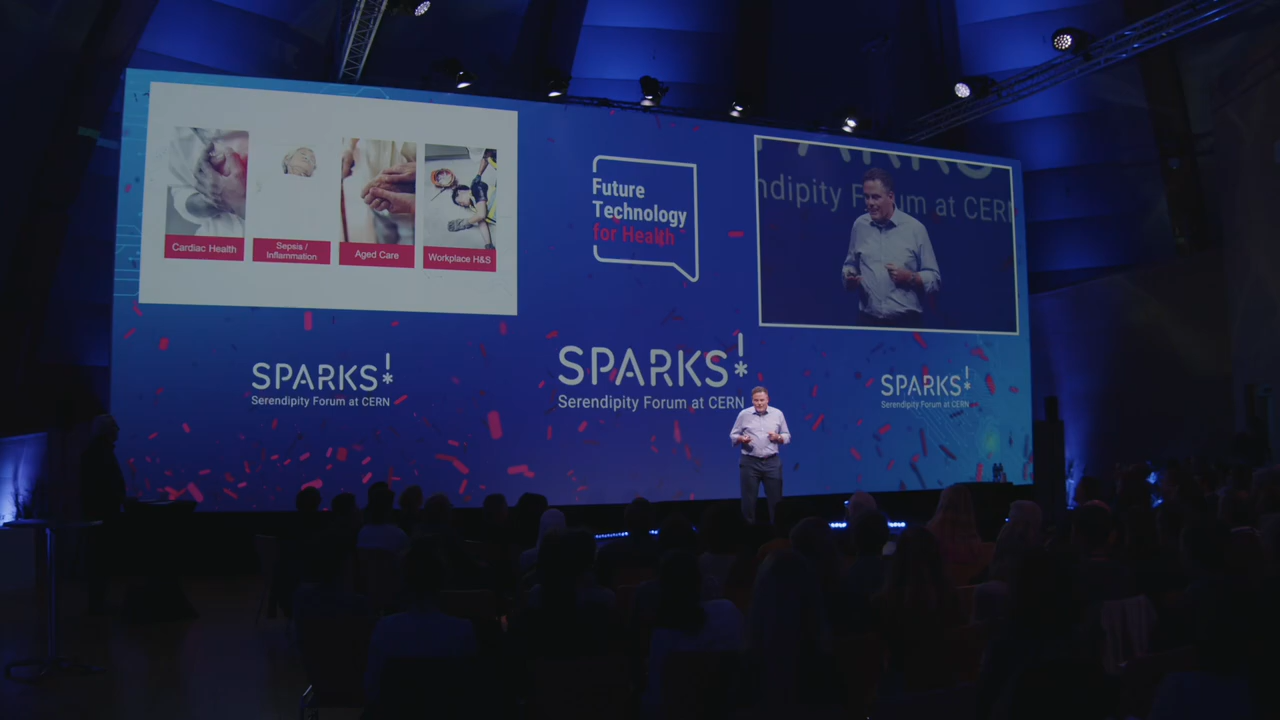 Cardiac Health
Sepsis /
Inflammation
Aged Care
Workplace H&S
Future
Technology
for Health
SPARKS
ndipity Forum at CERN
SPARKS!
Serendipity Forum at CERN
SPARKS!
Serendipity Forum at CERN
SPARKS!
Serendipity Forum at CERN